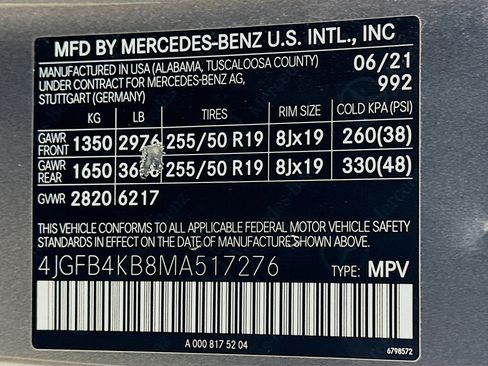 MFD BY MERCEDES-BENZ U.S. INTL., INC
MANUFACTURED IN USA (ALABAMA, TUSCALOOSA COUNTY) 06/21
UNDER CONTRACT FOR MERCEDES-BENZ AG, 992
STUTTGART (GERMANY)
KG LB TIRES RIM SIZE COLD KPA (PSI)
GAWR FRONT 1350 2976 255/50 R19 8Jx19 260(38)
GAWR REAR 1650 255/50 R19 8Jx19 330(48)
GVWR 2820 6217
THIS VEHICLE CONFORMS TO ALL APPLICABLE FEDERAL MOTOR VEHICLE SAFETY
STANDARDS IN EFFECT ON THE DATE OF MANUFACTURE SHOWN ABOVE.
4JGFB4KB8MA517276 TYPE: MPV
A 000 817 52 04
6798572